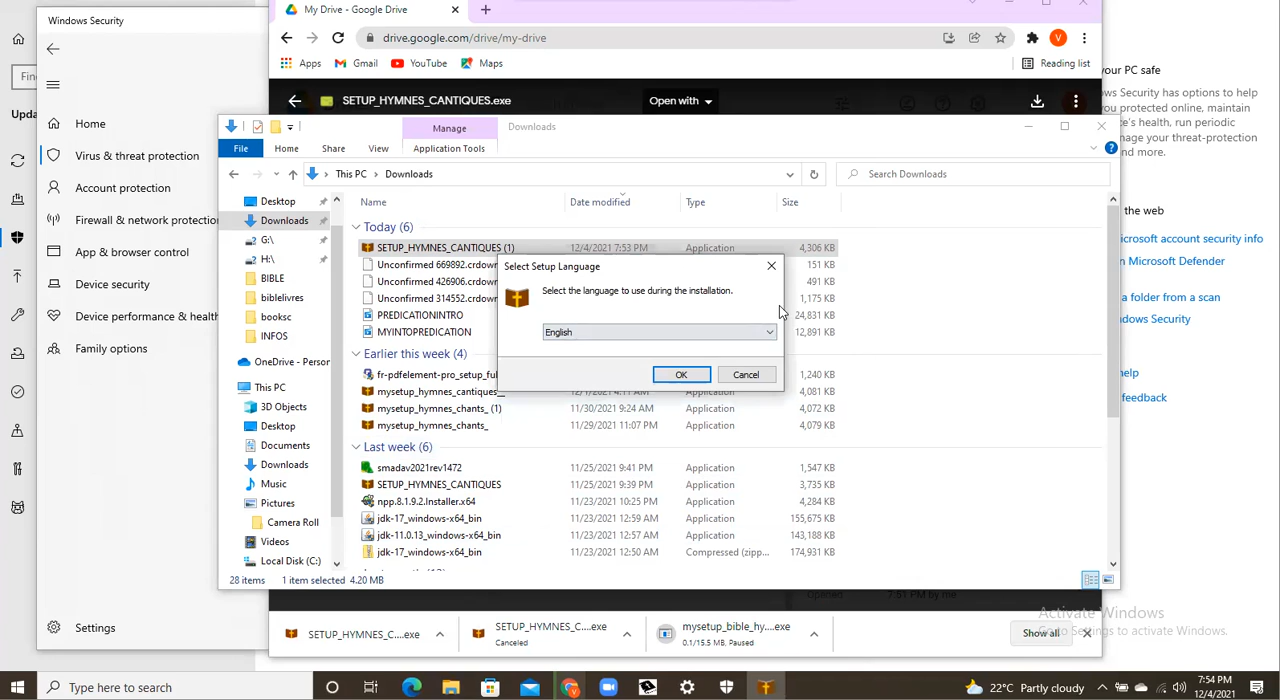 Windows Security
Find
Upda
Home
Virus & threat protection
Account protection
Firewall & network protection
App & browser control
Device security
Device performance & health
Family options
Settings
My Drive - Google Drive
drive.google.com/drive/my-drive
Apps
Gmail
YouTube
Maps
Reading list
SETUP_HYMNES_CANTIQUES.exe
Open with
Manage
Downloads
File
Home
Share
View
Application Tools
This PC > Downloads
Search Downloads
Desktop
Downloads
G:\
H:\
BIBLE
biblelivres
booksc
INFOS
OneDrive - Person
This PC
3D Objects
Desktop
Documents
Downloads
Music
Pictures
Camera Roll
Videos
Local Disk (C:)
Name Date modified Type Size
Today (6)
SETUP_HYMNES_CANTIQUES (1) 12/4/2021 7:53 PM Application 4,306 KB
Unconfirmed 669892.crdown 151 KB
Unconfirmed 426906.crdown 491 KB
Unconfirmed 314552.crdown 1,175 KB
PREDICATIONINTRO 24,831 KB
MYINTOPREDICATION 12,891 KB
Earlier this week (4)
fr-pdfelement-pro_setup_ful 1,240 KB
mysetup_hymnes_cantiques_ 12/1/2021 4:11 AM Application 4,081 KB
mysetup_hymnes_chants_ (1) 11/30/2021 9:24 AM Application 4,072 KB
mysetup_hymnes_chants_ 11/29/2021 11:07 PM Application 4,079 KB
Last week (6)
smadav2021rev1472 11/25/2021 9:41 PM Application 1,547 KB
SETUP_HYMNES_CANTIQUES 11/25/2021 9:39 PM Application 3,735 KB
npp.8.1.9.2.Installer.x64 11/23/2021 10:25 PM Application 4,284 KB
jdk-17_windows-x64_bin 11/23/2021 12:59 AM Application 155,675 KB
jdk-11.0.13_windows-x64_bin 11/23/2021 12:57 AM Application 143,188 KB
jdk-17_windows-x64_bin 11/23/2021 12:50 AM Compressed (zipp... 174,931 KB
28 items 1 item selected 4.20 MB
Select Setup Language
Select the language to use during the installation.
English
OK
Cancel
your PC safe
ws Security has options to help
you protected online, maintain
ce's health, run periodic
manage your threat-protection
nd more.
the web
icrosoft account security info
n Microsoft Defender
a folder from a scan
dows Security
help
feedback
Opened 7:51 PM by me
Activate Windows
Go to Settings to activate Windows.
SETUP_HYMNES_C....exe
SETUP_HYMNES_C....exe
Canceled
mysetup_bible_hy....exe
0.1/15.5 MB, Paused
Show all
Type here to search
22°C Partly cloudy
7:54 PM
12/4/2021